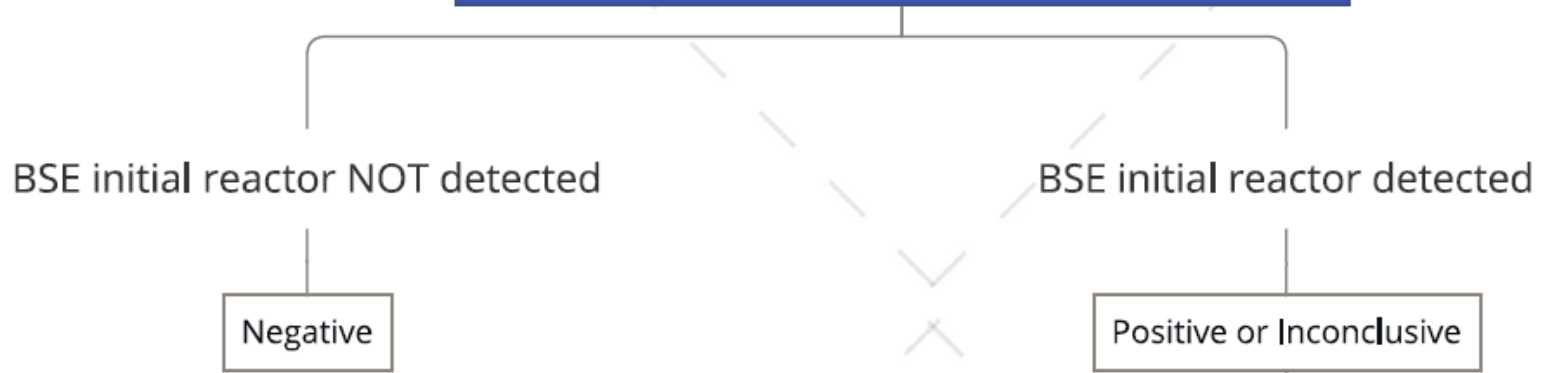 BSE initial reactor NOT detected
BSE initial reactor detected
Negative
Positive or Inconclusive